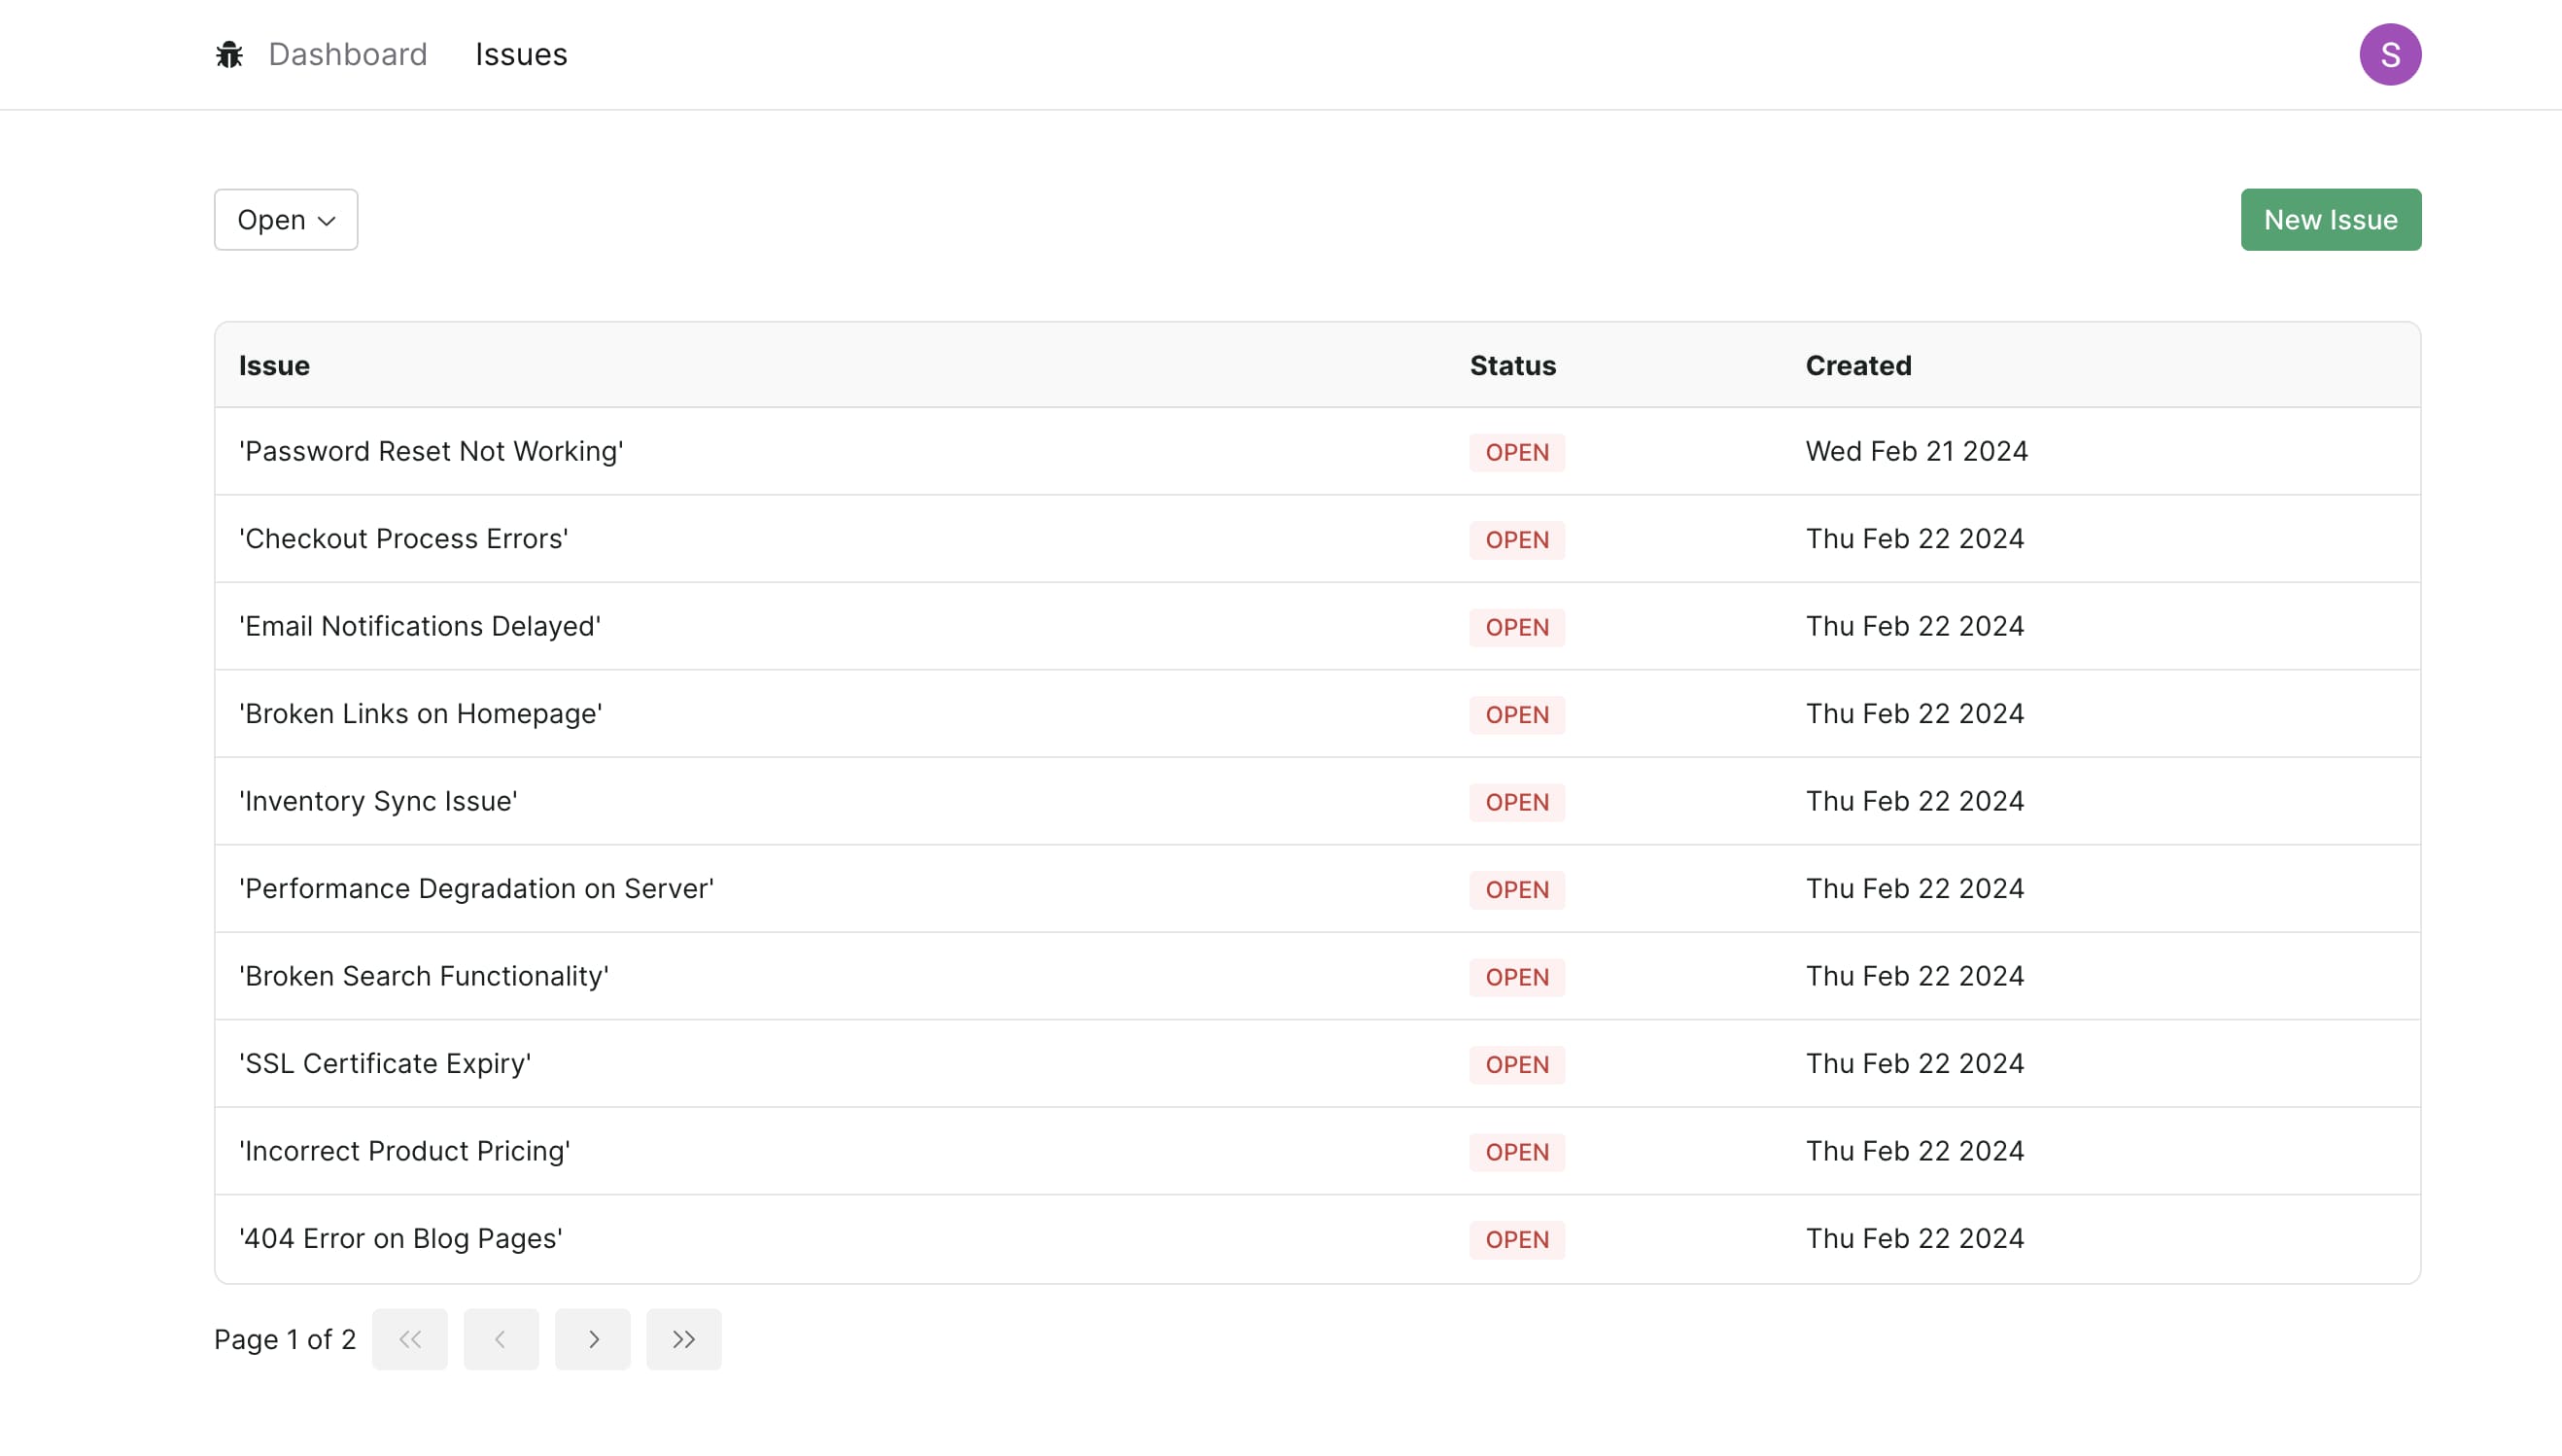 Dashboard Issues S
Open New Issue
Issue Status Created
'Password Reset Not Working' OPEN Wed Feb 21 2024
'Checkout Process Errors' OPEN Thu Feb 22 2024
'Email Notifications Delayed' OPEN Thu Feb 22 2024
'Broken Links on Homepage' OPEN Thu Feb 22 2024
'Inventory Sync Issue' OPEN Thu Feb 22 2024
'Performance Degradation on Server' OPEN Thu Feb 22 2024
'Broken Search Functionality' OPEN Thu Feb 22 2024
'SSL Certificate Expiry' OPEN Thu Feb 22 2024
'Incorrect Product Pricing' OPEN Thu Feb 22 2024
'404 Error on Blog Pages' OPEN Thu Feb 22 2024
Page 1 of 2